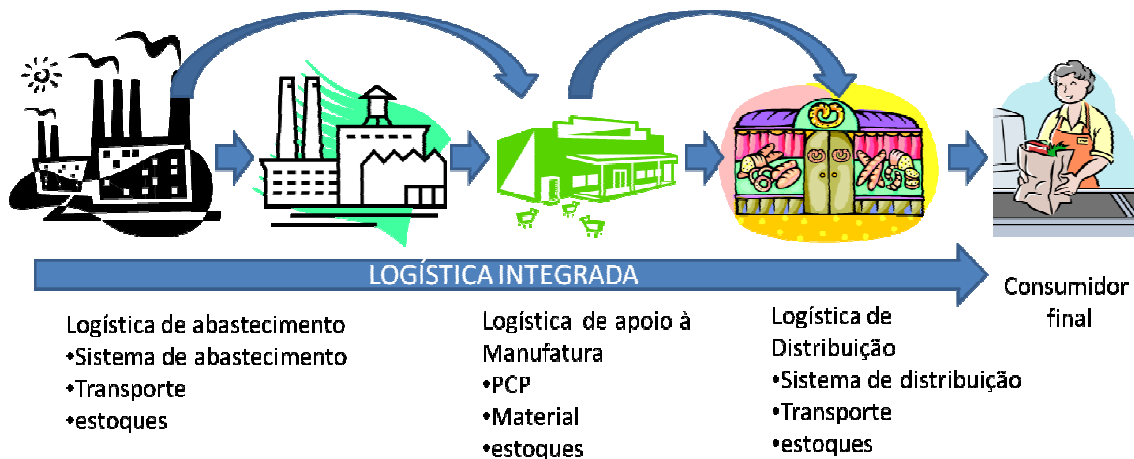 LOGÍSTICA INTEGRADA
Logística de abastecimento
•Sistema de abastecimento
•Transporte
•estoques
Logística de apoio à
Manufatura
•PCP
•Material
•estoques
Logística de
Distribuição
•Sistema de distribuição
•Transporte
•estoques
Consumidor
final